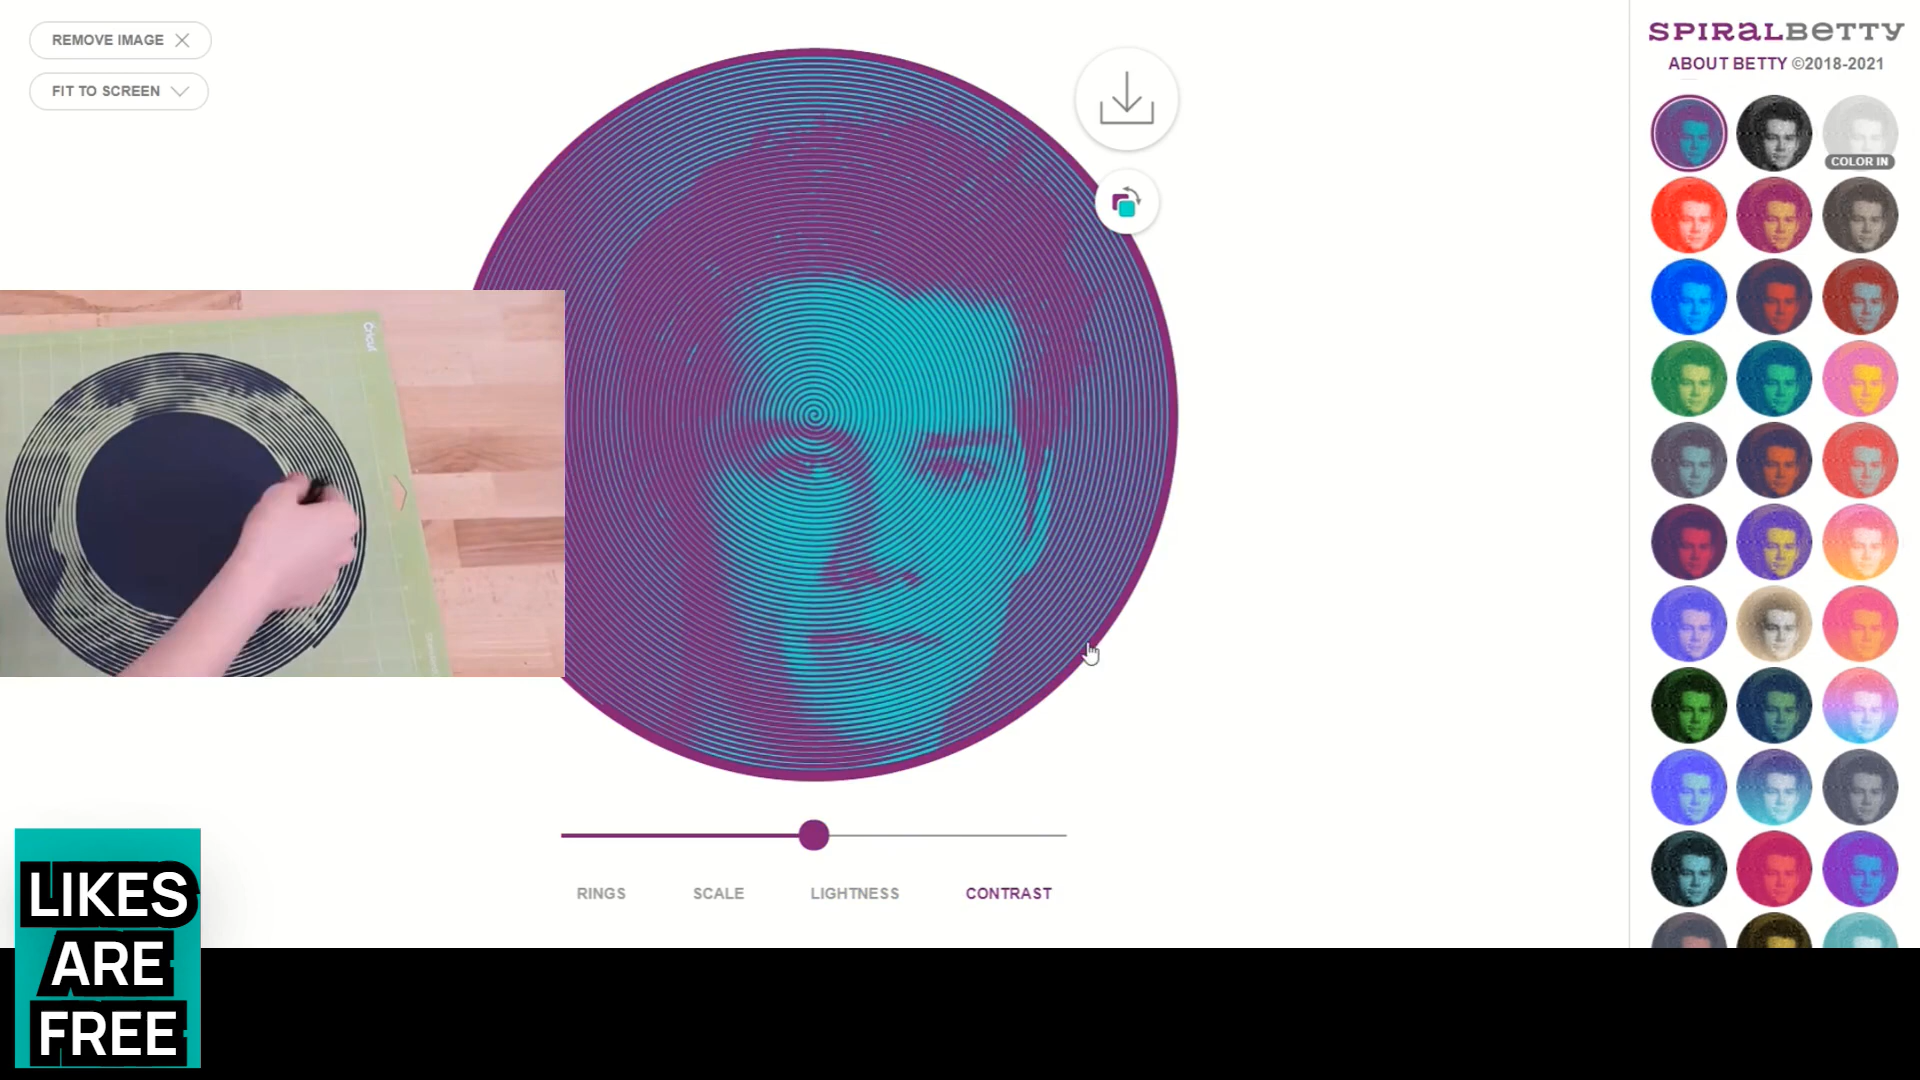 REMOVE IMAGE
FIT TO SCREEN
SPIRALBETTY
ABOUT BETTY ©2018-2021
COLOR IN
cricut
RINGS
SCALE
LIGHTNESS
CONTRAST
LIKES
ARE
FREE